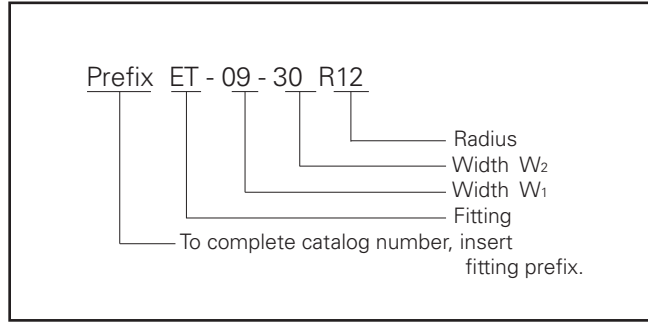 Prefix ET - 09 - 30 R12
Radius
Width W2
Width W1
Fitting
To complete catalog number, insert
fitting prefix.